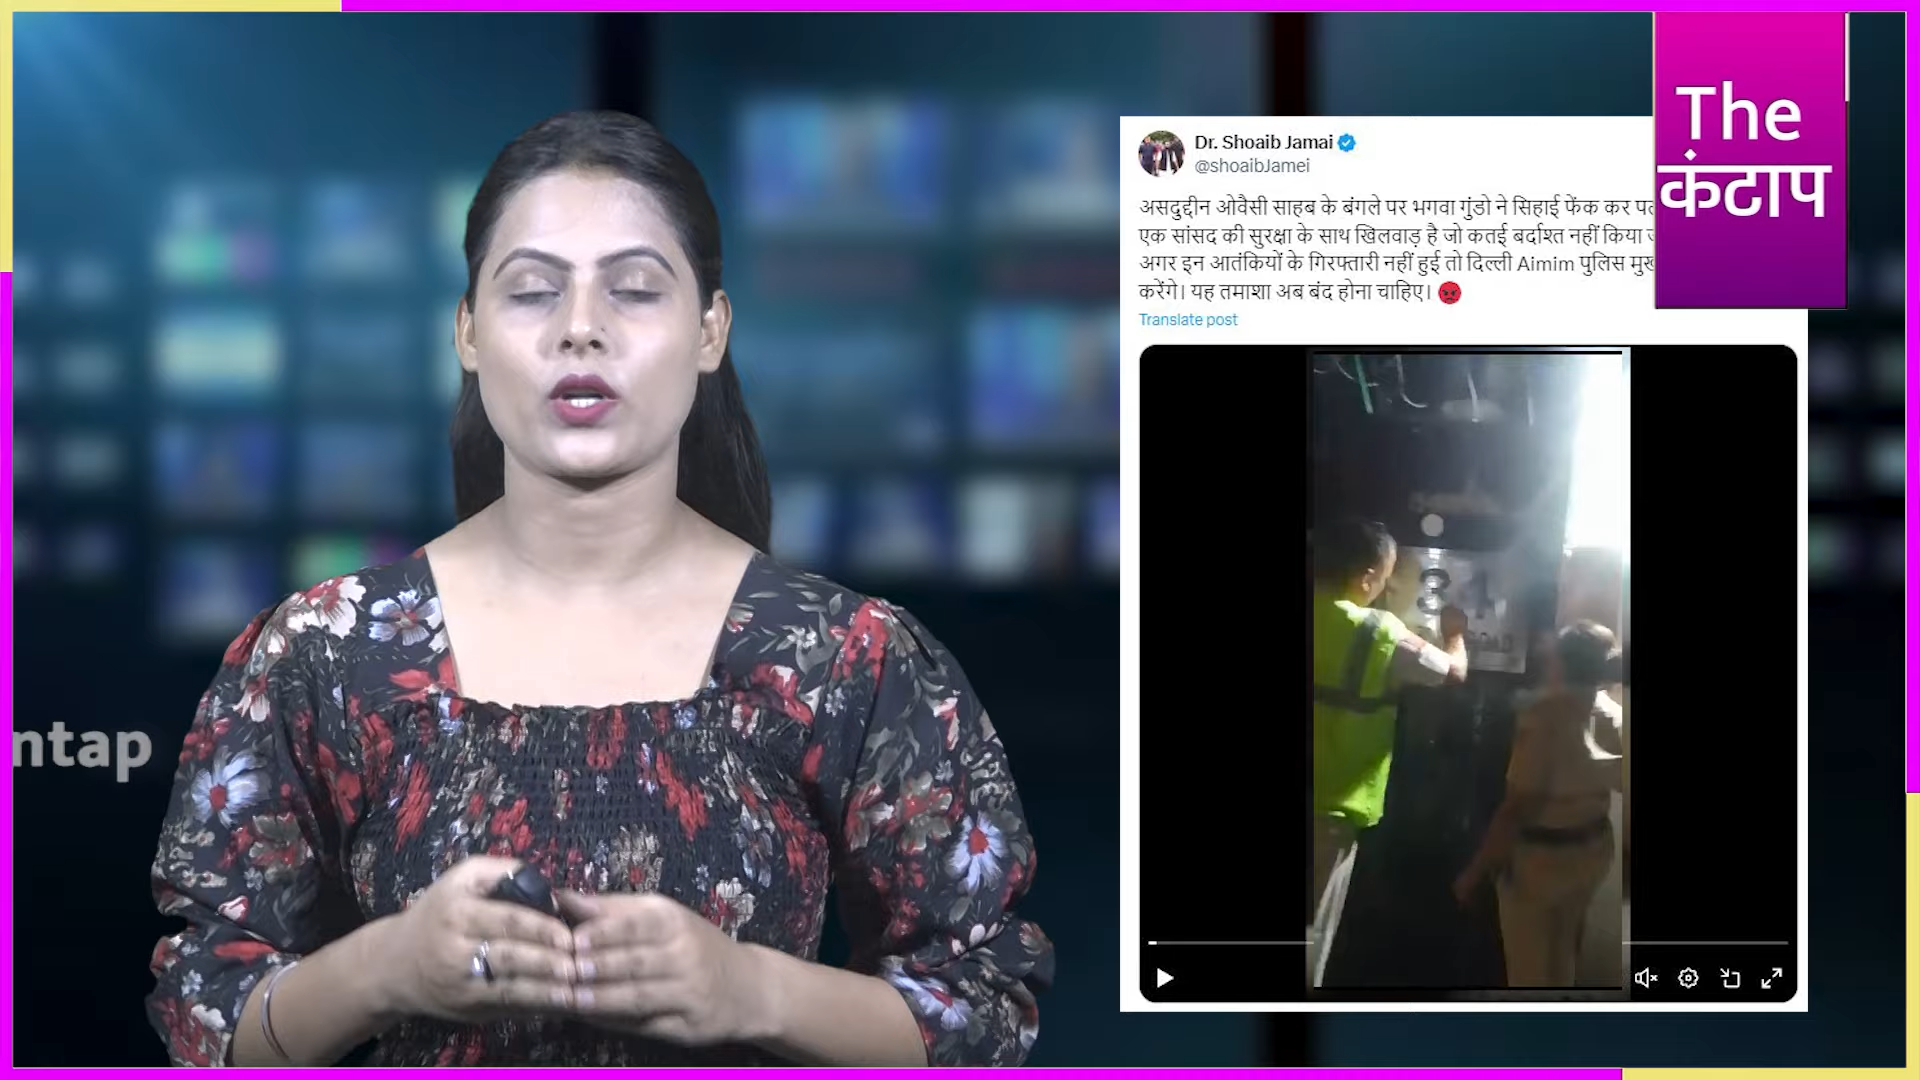 The
कंटाप
Dr. Shoaib Jamai
@shoaibJamei
असदुद्दीन ओवैसी साहब के बंगले पर भगवा गुंडो ने सिहाई फेंक कर
एक सांसद की सुरक्षा के साथ खिलवाड़ है जो कतई बर्दाश्त नहीं किया
अगर इन आतंकियों के गिरफ्तारी नहीं हुई तो दिल्ली Aimim पुलिस
करेंगे। यह तमाशा अब बंद होना चाहिए। 😡
Translate post
34
ntap